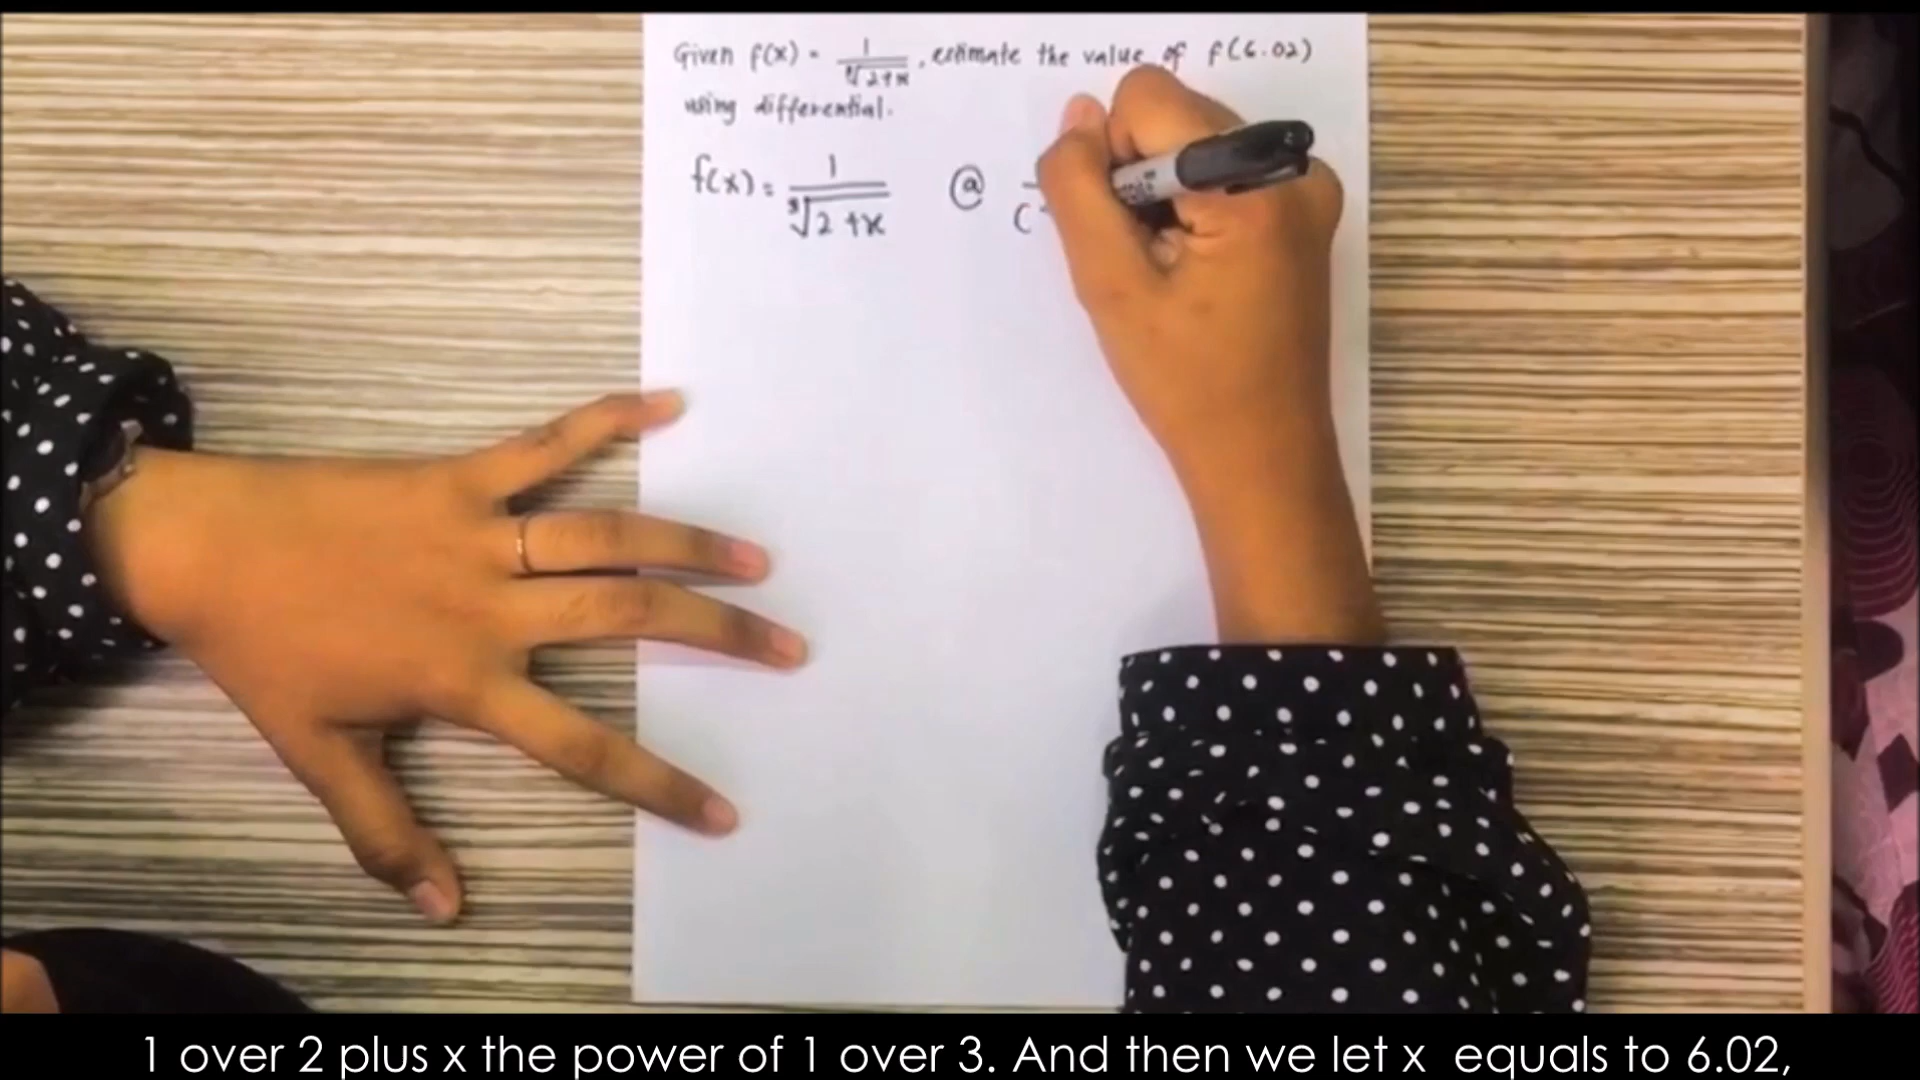 Given f(x) = 1/∛2+x , estimate the value of f(6.02)
using differential.
f(x) = 1/∛2+x @ (
1 over 2 plus x the power of 1 over 3. And then we let x equals to 6.02,